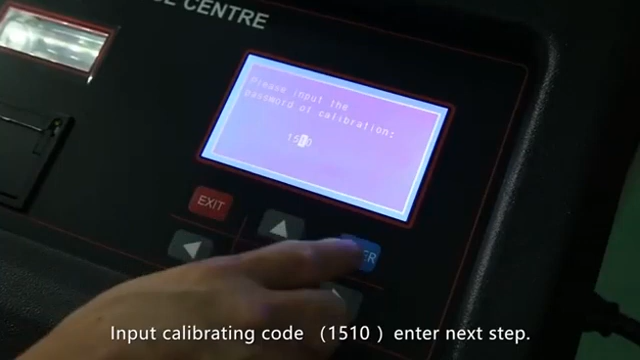 CENTRE
Please input the
password of calibration:
1510
EXIT
Input calibrating code （1510 ）enter next step.